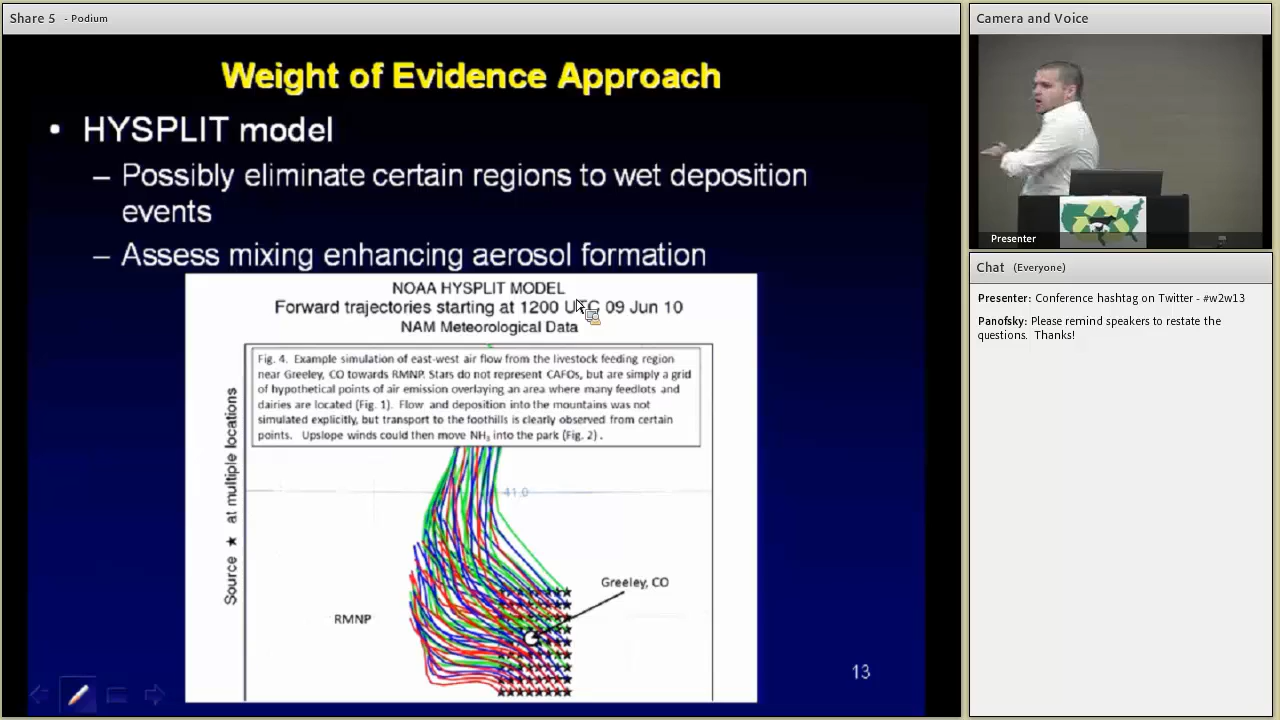 Share 5 - Podium
Weight of Evidence Approach
• HYSPLIT model
– Possibly eliminate certain regions to wet deposition
events
– Assess mixing enhancing aerosol formation
NOAA HYSPLIT MODEL
Forward trajectories starting at 1200 UTC 09 Jun 10
NAM Meteorological Data
Fig. 4. Example simulation of east-west air flow from the livestock feeding region
near Greeley, CO towards RMNP. Stars do not represent CAFOs, but are simply a grid
of hypothetical points of air emission overlaying an area where many feedlots and
dairies are located (Fig. 1). Flow and deposition into the mountains was not
simulated explicitly, but transport to the foothills is clearly observed from certain
points. Upslope winds could then move NH3 into the park (Fig. 2).
Source ★ at multiple locations
41.0
Greeley, CO
RMNP
13
Camera and Voice
Presenter
Chat (Everyone)
Presenter: Conference hashtag on Twitter - #w2w13
Panofsky: Please remind speakers to restate the
questions. Thanks!